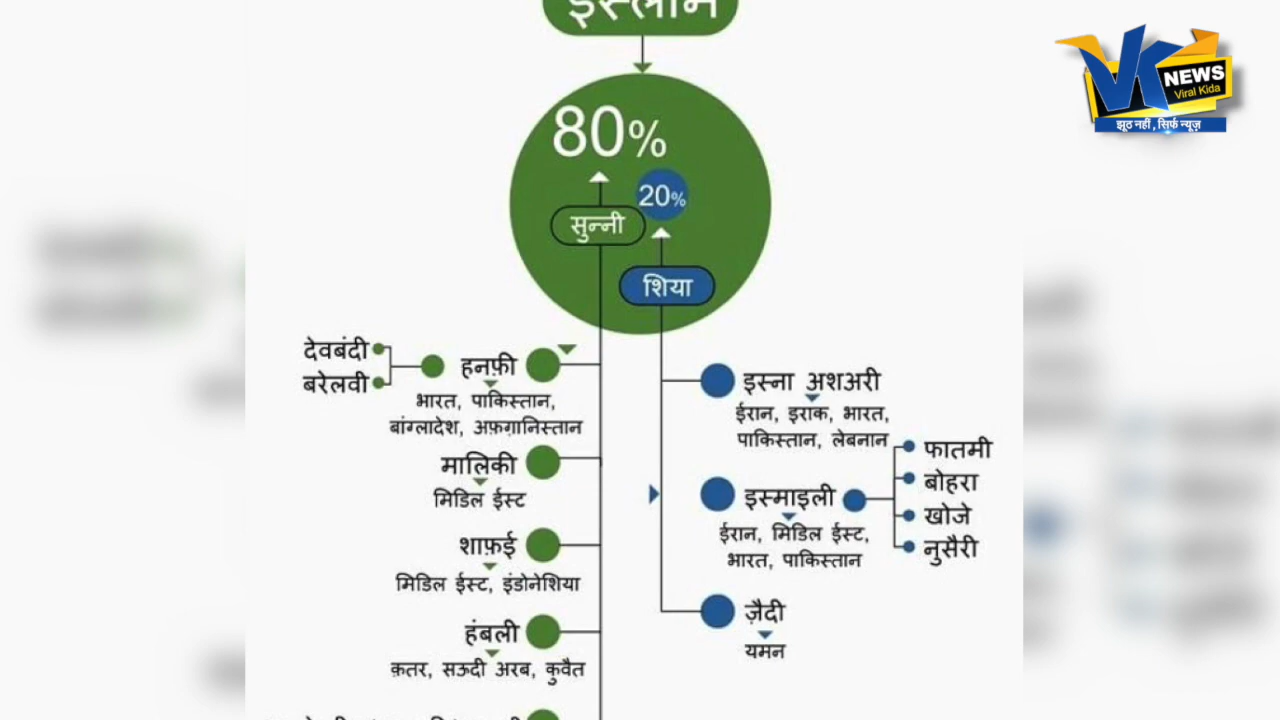 इस्लाम
NEWS
Viral Kida
झूठ नहीं , सिर्फ न्यूज़
80%
20%
सुन्नी
शिया
देवबंदी
बरेलवी
हनफ़ी
भारत, पाकिस्तान,
बांग्लादेश, अफ़ग़ानिस्तान
मालिकी
मिडिल ईस्ट
शाफ़ई
मिडिल ईस्ट, इंडोनेशिया
हंबली
क़तर, सऊदी अरब, कुवैत
इस्ना अशअरी
ईरान, इराक, भारत,
पाकिस्तान, लेबनान
इस्माइली
ईरान, मिडिल ईस्ट,
भारत, पाकिस्तान
फातमी
बोहरा
खोजे
नुसैरी
ज़ैदी
यमन